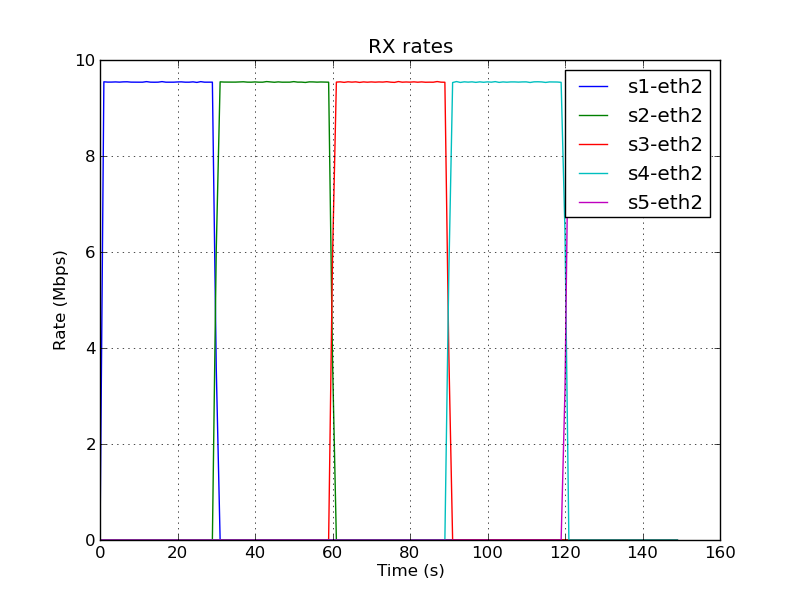 RX rates
10
8
6
4
2
0
Rate (Mbps)
s1-eth2
s2-eth2
s3-eth2
s4-eth2
s5-eth2
0 20 40 60 80 100 120 140 160
Time (s)